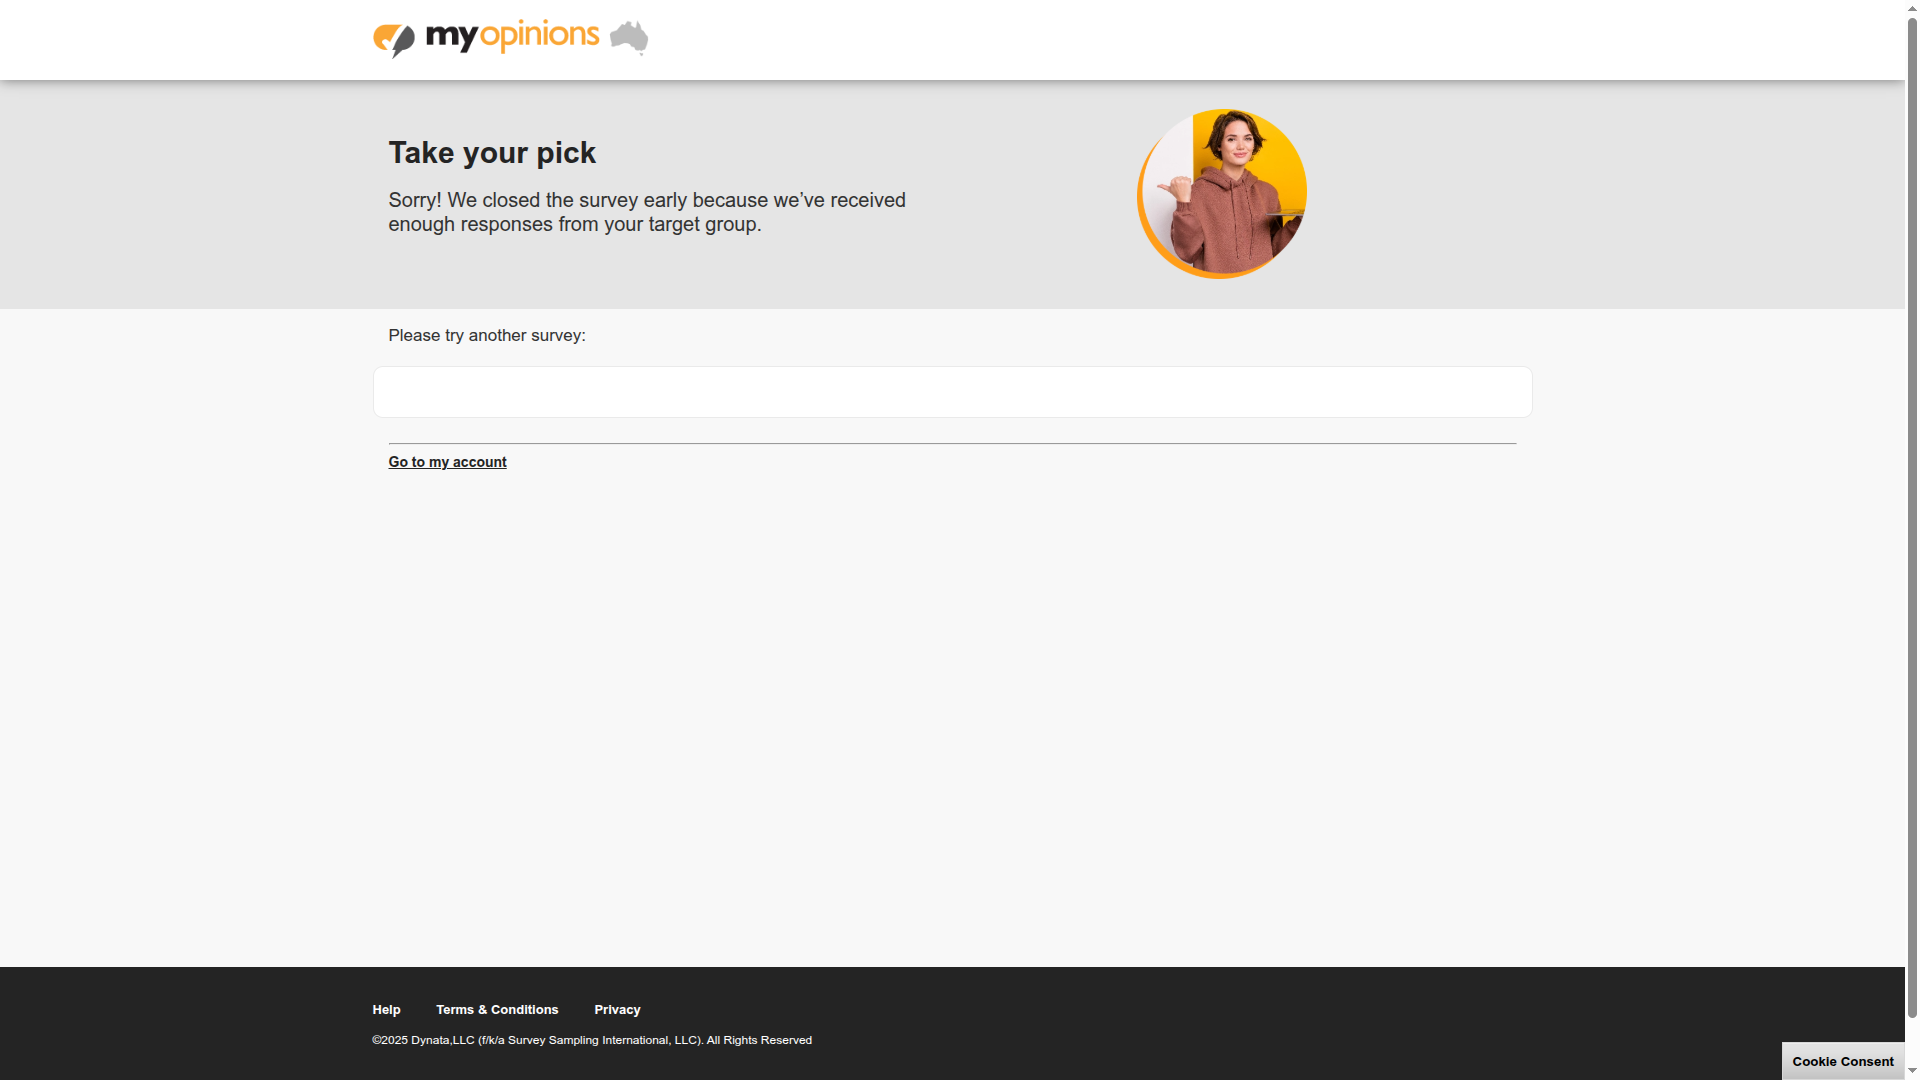 myopinions
Take your pick
Sorry! We closed the survey early because we’ve received
enough responses from your target group.
Please try another survey:
Go to my account
Help Terms & Conditions Privacy
©2025 Dynata,LLC (f/k/a Survey Sampling International, LLC). All Rights Reserved
Cookie Consent